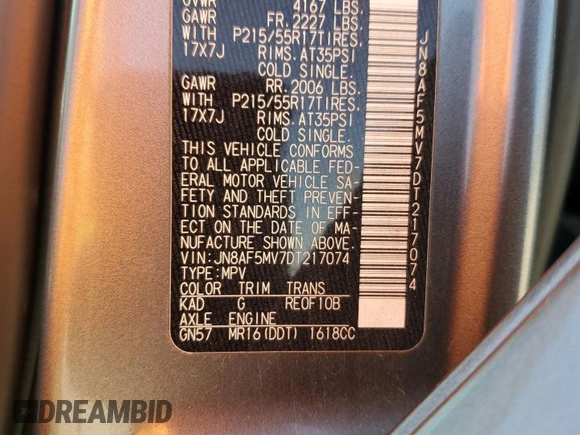 GVWR 4167 LBS.
GAWR FR. 2227 LBS.
WITH P215/55R17TIRES.
17X7J RIMS. AT35PSI
COLD SINGLE.
GAWR RR. 2006 LBS.
WITH P215/55R17TIRES.
17X7J RIMS. AT35PSI
COLD SINGLE.
THIS VEHICLE CONFORMS
TO ALL APPLICABLE FED-
ERAL MOTOR VEHICLE SA-
FETY AND THEFT PREVEN-
TION STANDARDS IN EFF-
ECT ON THE DATE OF MA-
NUFACTURE SHOWN ABOVE.
VIN:JN8AF5MV7DT217074
TYPE:MPV
COLOR TRIM TRANS
KAD G RE0F10B
AXLE ENGINE
GN57 MR16(DDT) 1618CC
JN8AF5MV7DT217074
DREAMBID